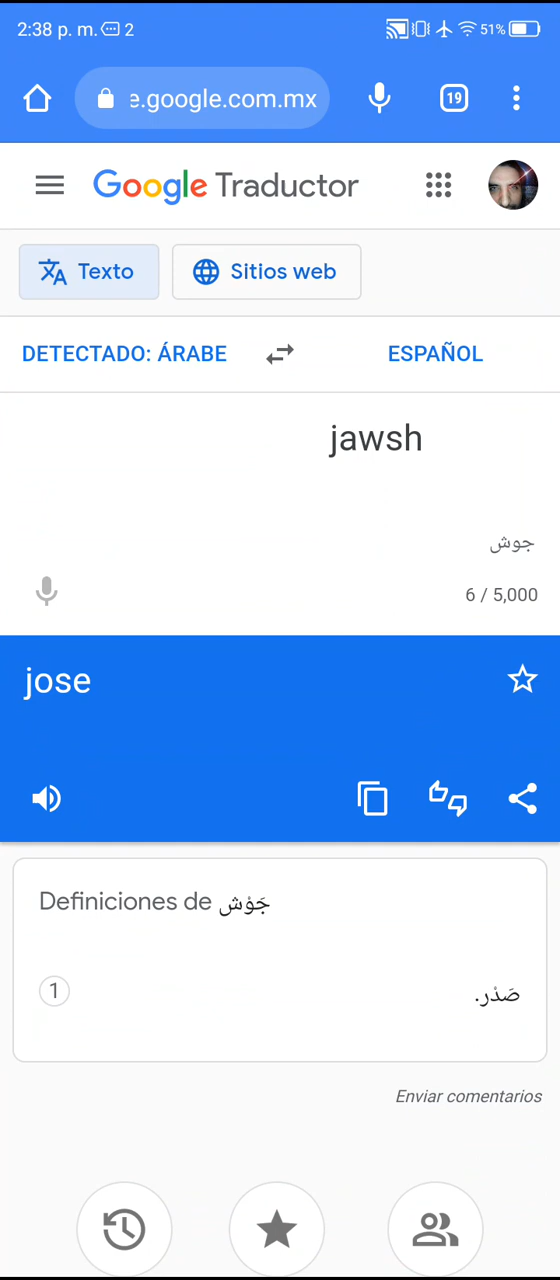 2:38 p. m. 2 51%
e.google.com.mx 19
Google Traductor
Texto Sitios web
DETECTADO: ÁRABE ESPAÑOL
jawsh
جوش
6 / 5,000
jose
Definiciones de جَوْش
1 صَدْر.
Enviar comentarios